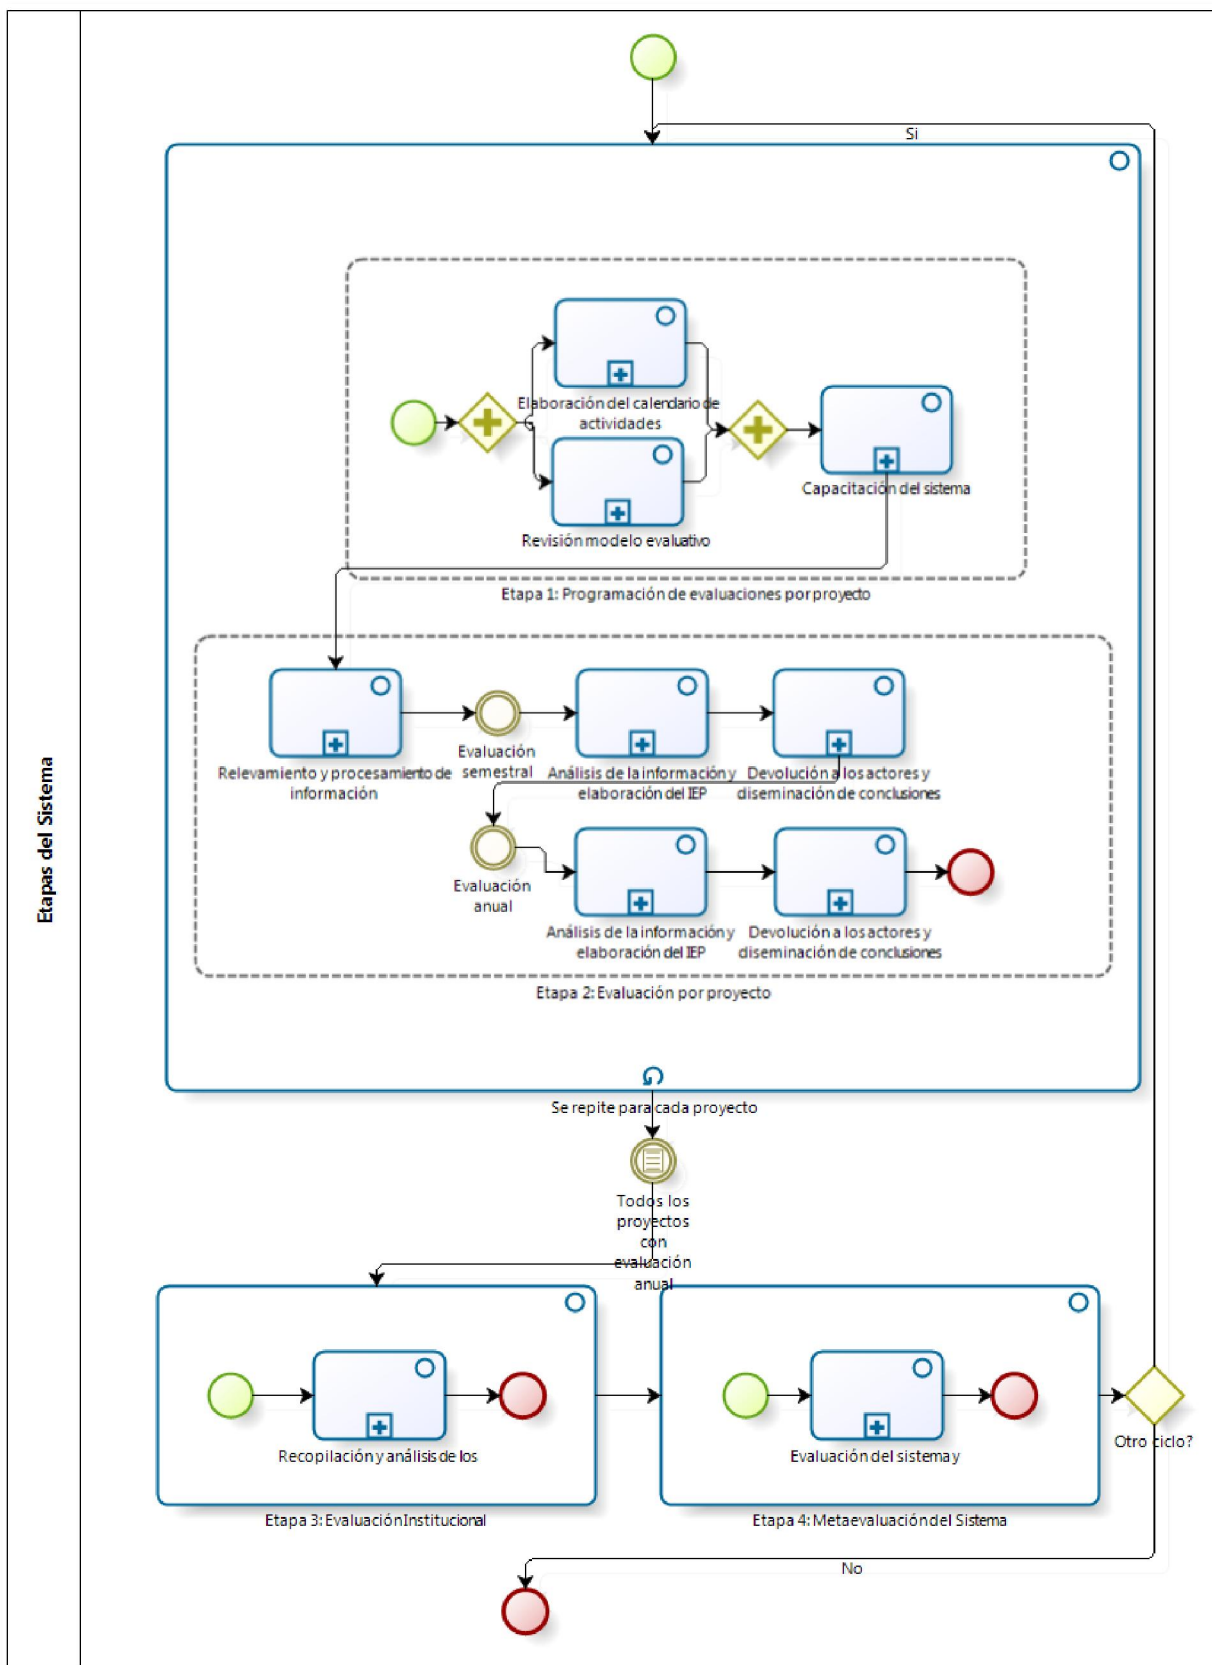 Etapas del Sistema
Si
Elaboración del calendario de
actividades
Capacitación del sistema
Revisión modelo evaluativo
Etapa 1: Programación de evaluaciones por proyecto
Relevamiento y procesamiento de
información
Evaluación
semestral
Análisis de la información y
elaboración del IEP
Devolución a los actores y
diseminación de conclusiones
Evaluación
anual
Análisis de la información y
elaboración del IEP
Devolución a los actores y
diseminación de conclusiones
Etapa 2: Evaluación por proyecto
Se repite para cada proyecto
Todos los
proyectos
con
evaluación
anual
Recopilación y análisis de los
Etapa 3: Evaluación Institucional
Evaluación del sistema y
Etapa 4: Metaevaluación del Sistema
Otro ciclo?
No